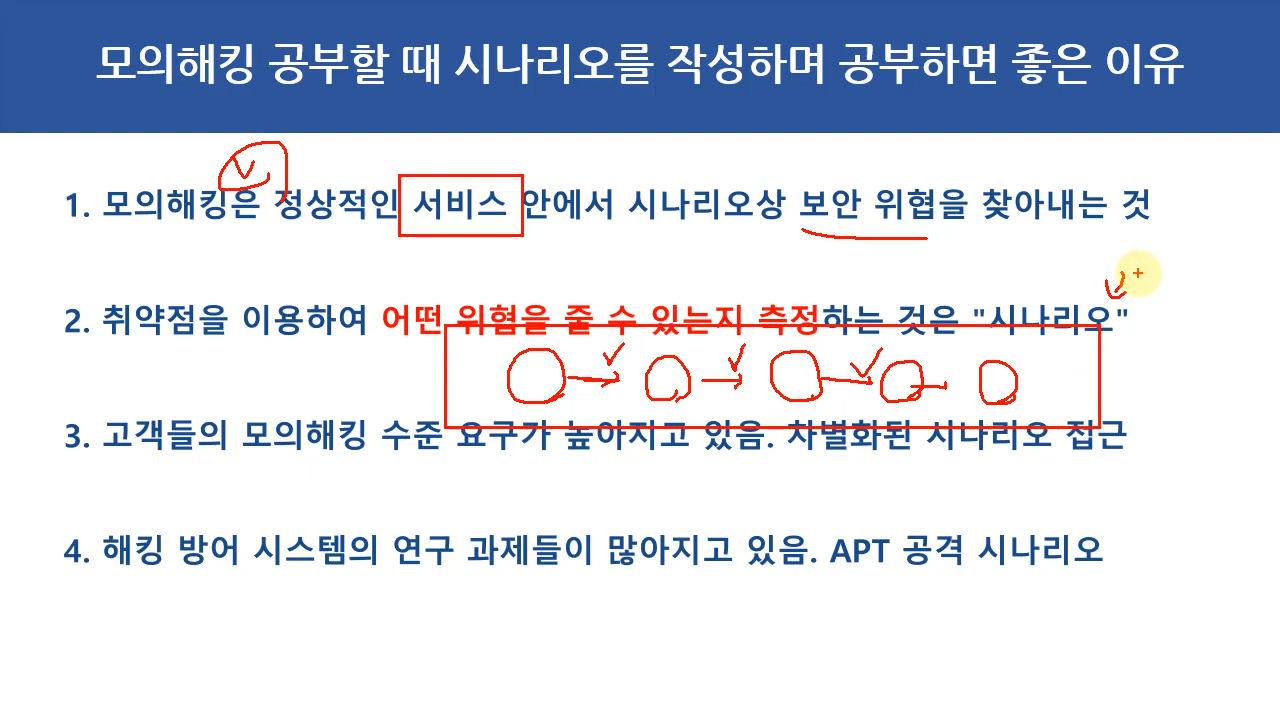 모의해킹 공부할 때 시나리오를 작성하며 공부하면 좋은 이유
1. 모의해킹은 정상적인 서비스 안에서 시나리오상 보안 위협을 찾아내는 것
2. 취약점을 이용하여 어떤 위협을 줄 수 있는지 측정하는 것은 "시나리오"
3. 고객들의 모의해킹 수준 요구가 높아지고 있음. 차별화된 시나리오 접근
4. 해킹 방어 시스템의 연구 과제들이 많아지고 있음. APT 공격 시나리오